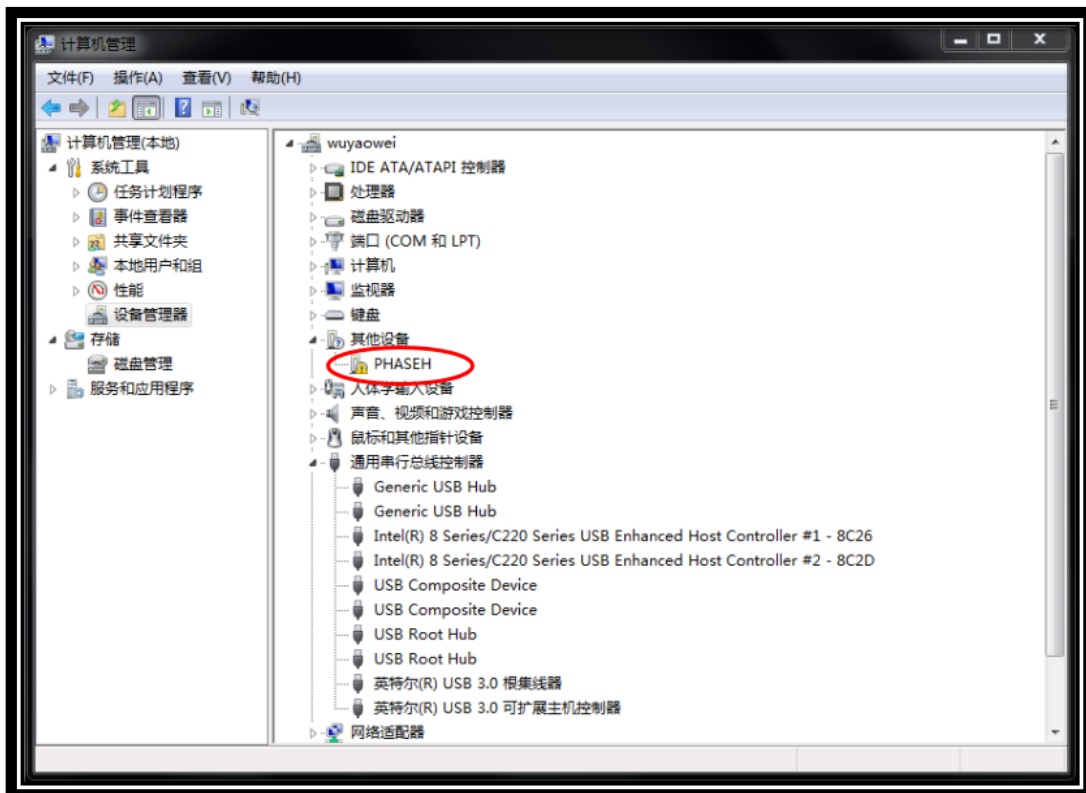 计算机管理
文件(F) 操作(A) 查看(V) 帮助(H)
计算机管理(本地)
系统工具
任务计划程序
事件查看器
共享文件夹
本地用户和组
性能
设备管理器
存储
磁盘管理
服务和应用程序
wuyaowei
IDE ATA/ATAPI 控制器
处理器
磁盘驱动器
端口 (COM 和 LPT)
计算机
监视器
键盘
其他设备
PHASEH
人体学输入设备
声音、视频和游戏控制器
鼠标和其他指针设备
通用串行总线控制器
Generic USB Hub
Generic USB Hub
Intel(R) 8 Series/C220 Series USB Enhanced Host Controller #1 - 8C26
Intel(R) 8 Series/C220 Series USB Enhanced Host Controller #2 - 8C2D
USB Composite Device
USB Composite Device
USB Root Hub
USB Root Hub
英特尔(R) USB 3.0 根集线器
英特尔(R) USB 3.0 可扩展主机控制器
网络适配器